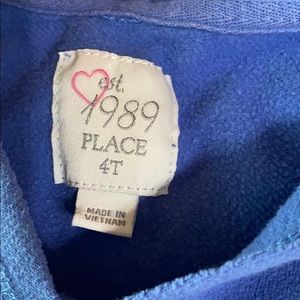 est.
1989
PLACE
4T
MADE IN
VIETNAM